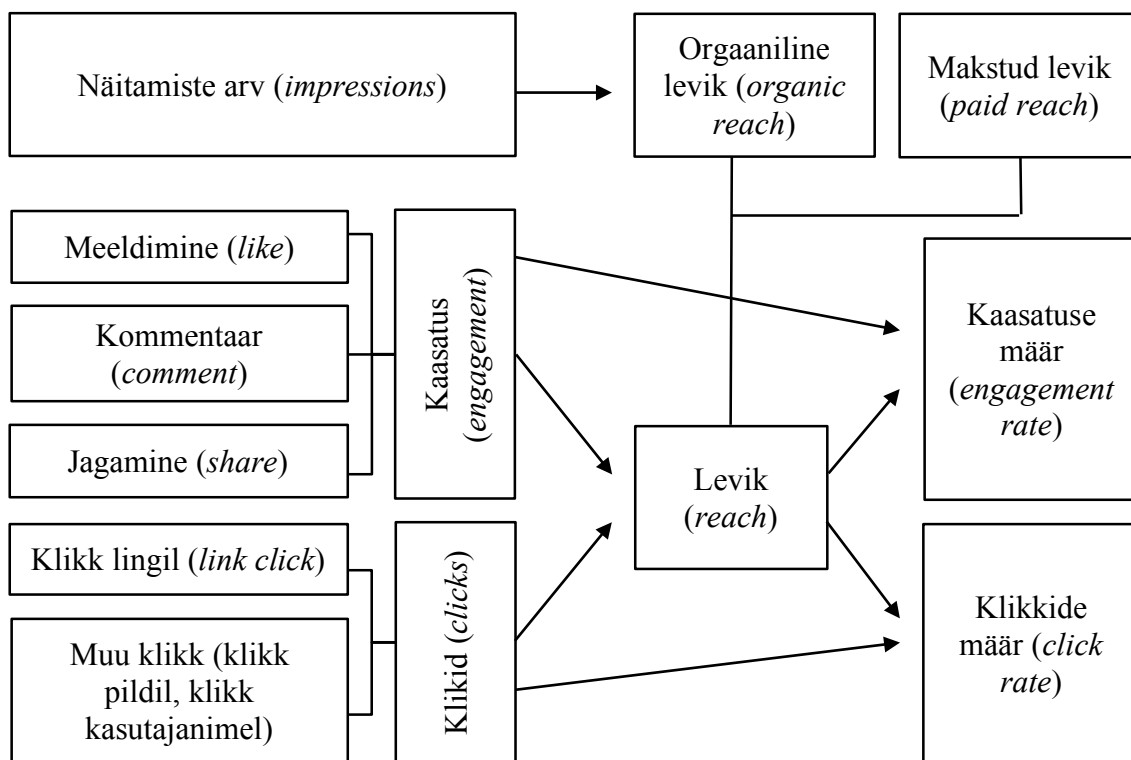 Näitamiste arv (impressions)
Orgaaniline
levik (organic
reach)
Makstud levik
(paid reach)
Meeldimine (like)
Kommentaar
(comment)
Jagamine (share)
Kaasatus
(engagement)
Kaasatuse
määr
(engagement
rate)
Levik
(reach)
Klikk lingil (link click)
Muu klikk (klikk
pildil, klikk
kasutajanimel)
Klikid (clicks)
Klikkide
määr (click
rate)